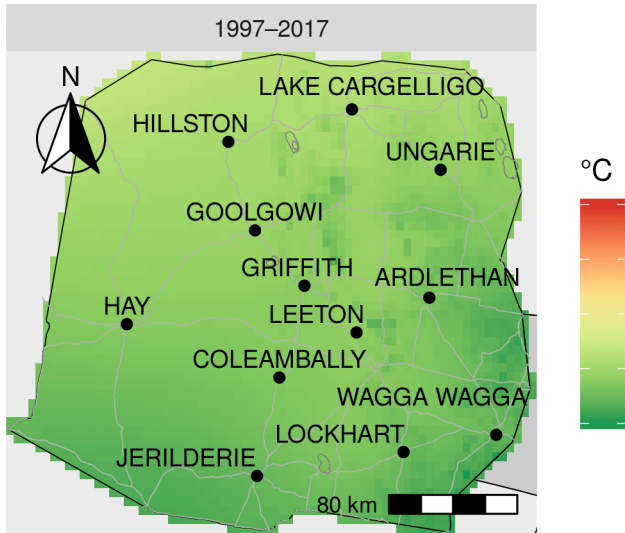 1997–2017
N
LAKE CARGELLIGO
HILLSTON
UNGARIE
°C
GOOLGOWI
GRIFFITH
ARDLETHAN
HAY
LEETON
COLEAMBALLY
WAGGA WAGGA
LOCKHART
JERILDERIE
80 km